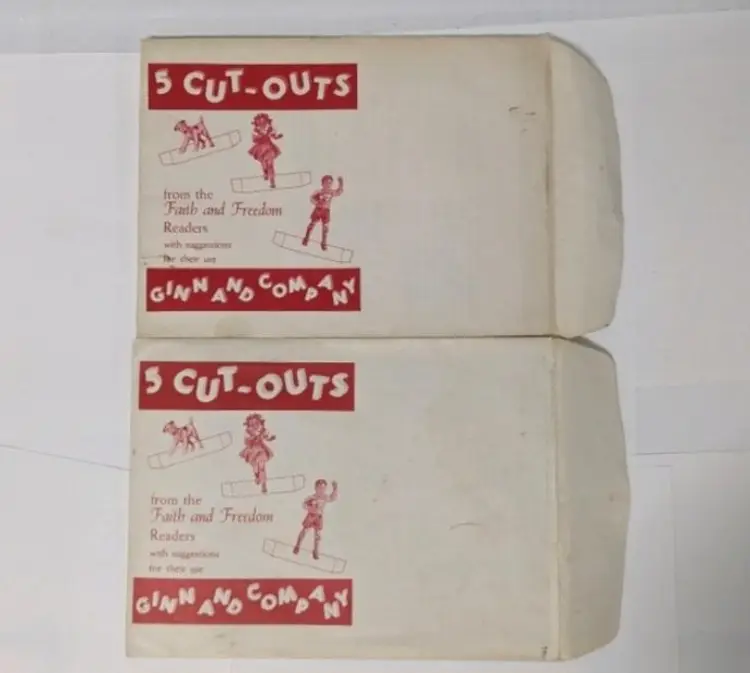 5 CUT-OUTS
from the
Faith and Freedom
Readers
with suggestions
for their use
GINN AND COMPANY
5 CUT-OUTS
from the
Faith and Freedom
Readers
with suggestions
for their use
GINN AND COMPANY